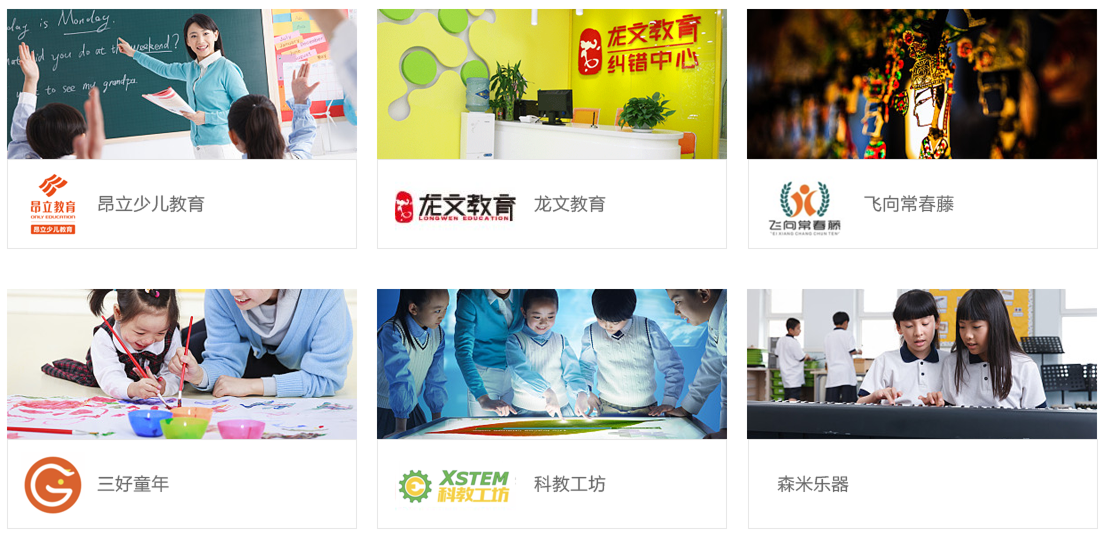 day is Monday.
did you do at the weekend?
to see my grandpa.
龙文教育
纠错中心
昂立教育
ONLY EDUCATION
昂立少儿教育
昂立少儿教育
龙文教育
LONGWEN EDUCATION
龙文教育
飞向常春藤
"EI XIANG CHANG CHUN TEN"
飞向常春藤
三好童年
XSTEM
科教工坊
科教工坊
森米乐器